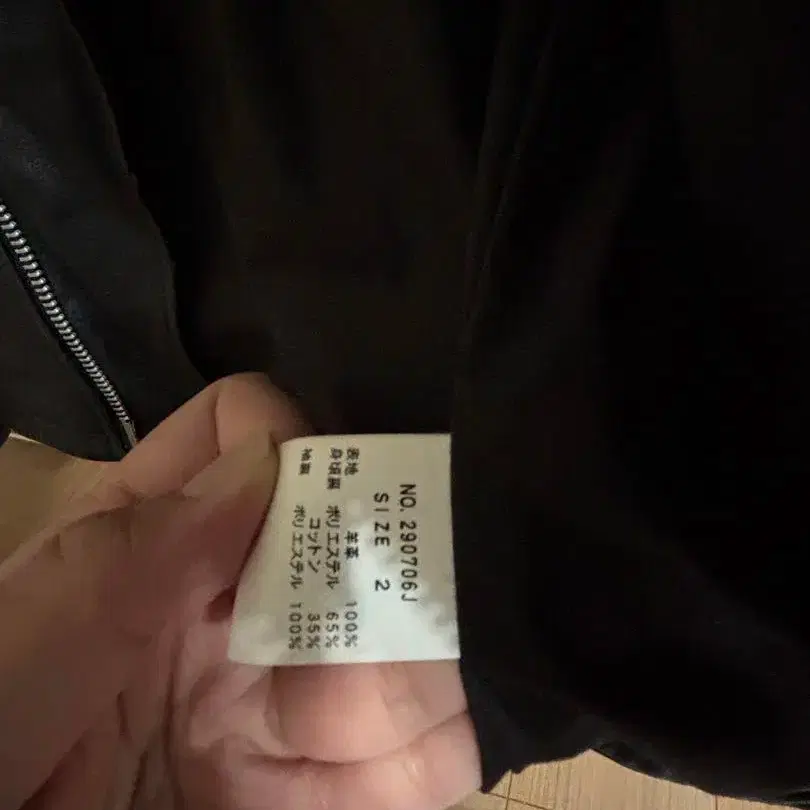 NO. 290706J
SIZE 2
表地 羊革 100%
身頃裏 ポリエステル 65%
コットン 35%
袖裏 ポリエステル 100%